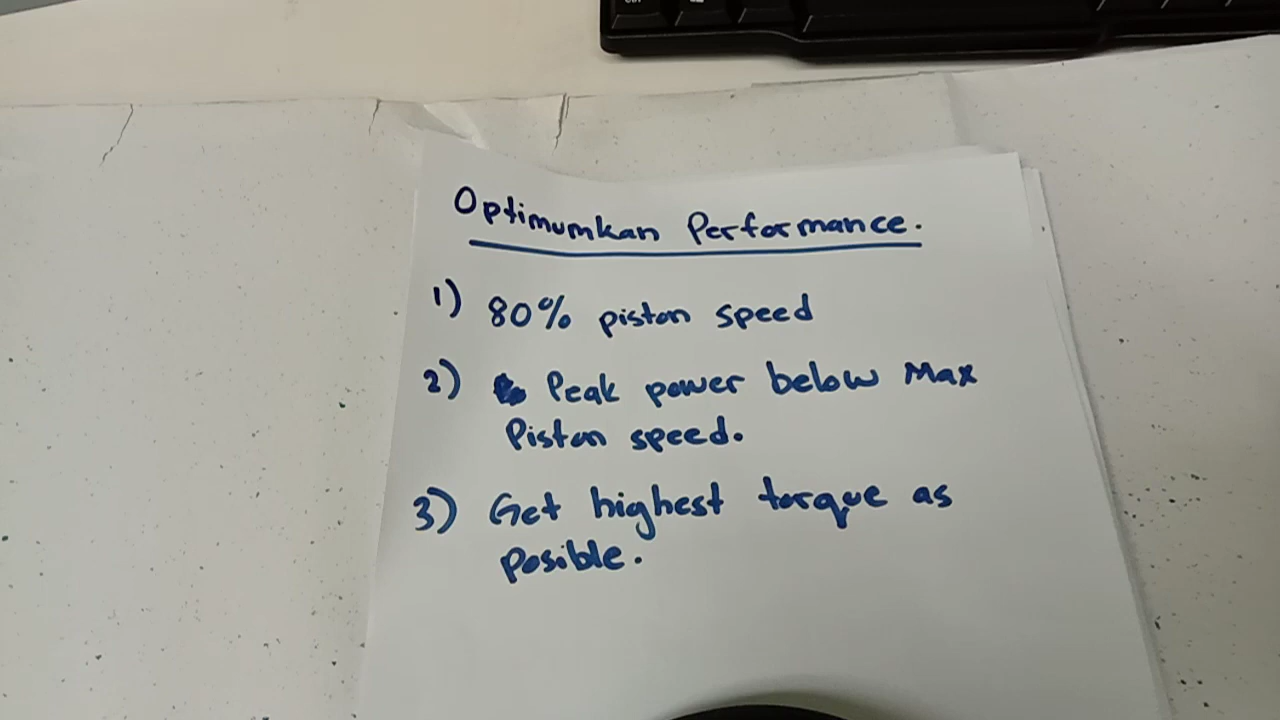 Optimumkan Performance.
1) 80% piston speed
2) Peak power below Max
Piston speed.
3) Get highest torque as
posible.